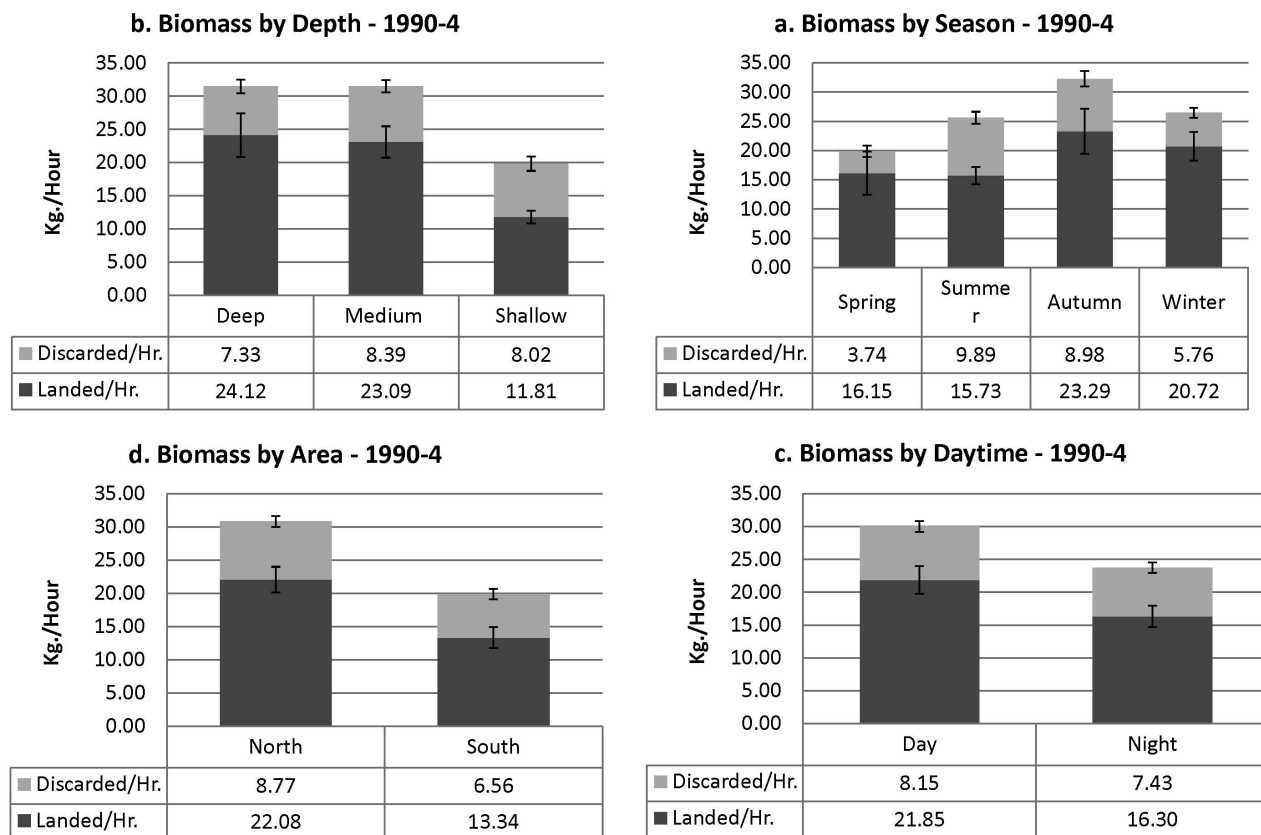 b. Biomass by Depth - 1990-4
Kg./Hour
35.00
30.00
25.00
20.00
15.00
10.00
5.00
0.00
Deep Medium Shallow
Discarded/Hr. 7.33 8.39 8.02
Landed/Hr. 24.12 23.09 11.81
a. Biomass by Season - 1990-4
Kg./Hour
35.00
30.00
25.00
20.00
15.00
10.00
5.00
0.00
Spring Summe Autumn Winter
r
Discarded/Hr. 3.74 9.89 8.98 5.76
Landed/Hr. 16.15 15.73 23.29 20.72
d. Biomass by Area - 1990-4
Kg./Hour
35.00
30.00
25.00
20.00
15.00
10.00
5.00
0.00
North South
Discarded/Hr. 8.77 6.56
Landed/Hr. 22.08 13.34
c. Biomass by Daytime - 1990-4
Kg./Hour
35.00
30.00
25.00
20.00
15.00
10.00
5.00
0.00
Day Night
Discarded/Hr. 8.15 7.43
Landed/Hr. 21.85 16.30